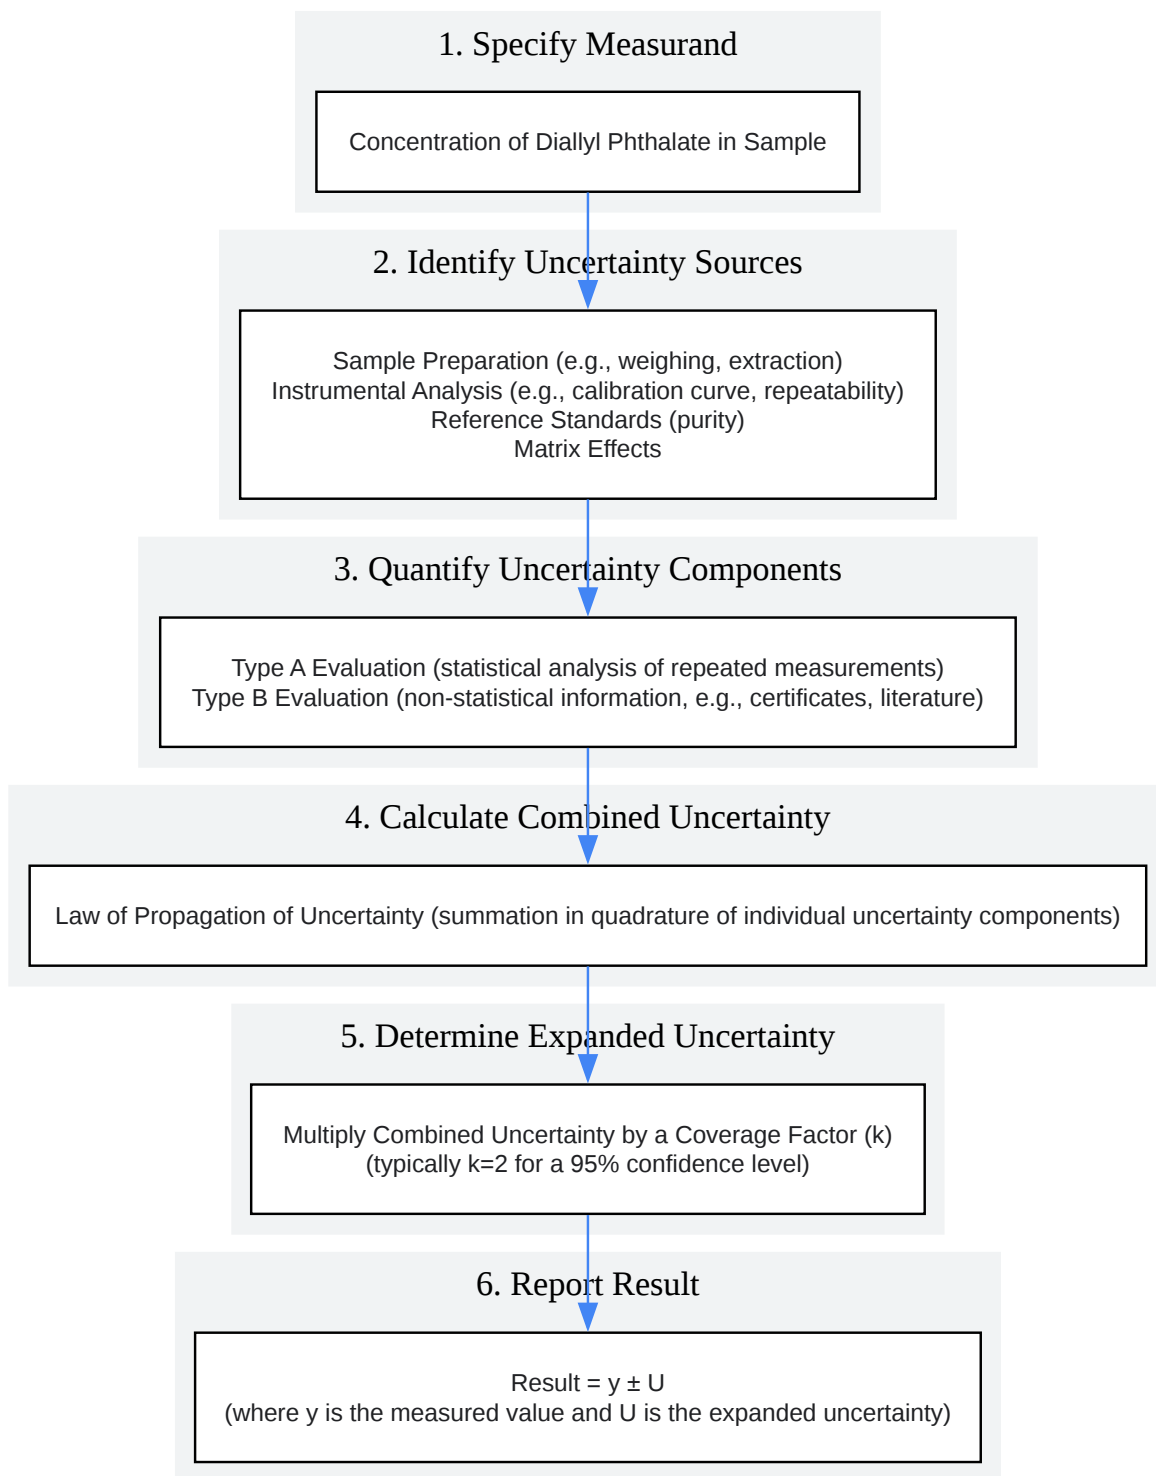 1. Specify Measurand
Concentration of Diallyl Phthalate in Sample
2. Identify Uncertainty Sources
Sample Preparation (e.g., weighing, extraction)
Instrumental Analysis (e.g., calibration curve, repeatability)
Reference Standards (purity)
Matrix Effects
3. Quantify Uncertainty Components
Type A Evaluation (statistical analysis of repeated measurements)
Type B Evaluation (non-statistical information, e.g., certificates, literature)
4. Calculate Combined Uncertainty
Law of Propagation of Uncertainty (summation in quadrature of individual uncertainty components)
5. Determine Expanded Uncertainty
Multiply Combined Uncertainty by a Coverage Factor (k)
(typically k=2 for a 95% confidence level)
6. Report Result
Result = y ± U
(where y is the measured value and U is the expanded uncertainty)